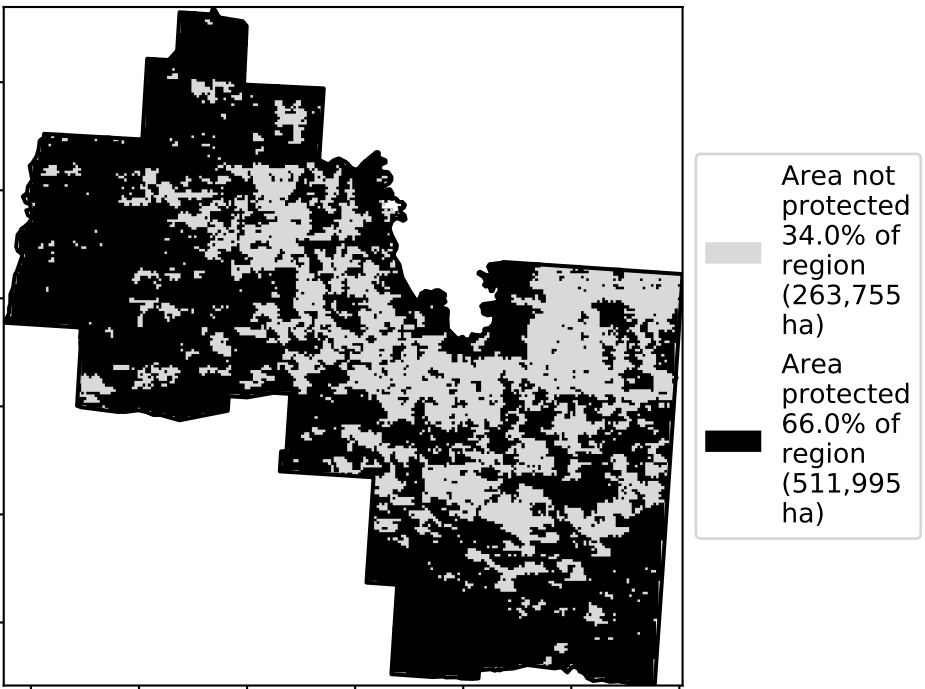 Area not
protected
34.0% of
region
(263,755
ha)
Area
protected
66.0% of
region
(511,995
ha)